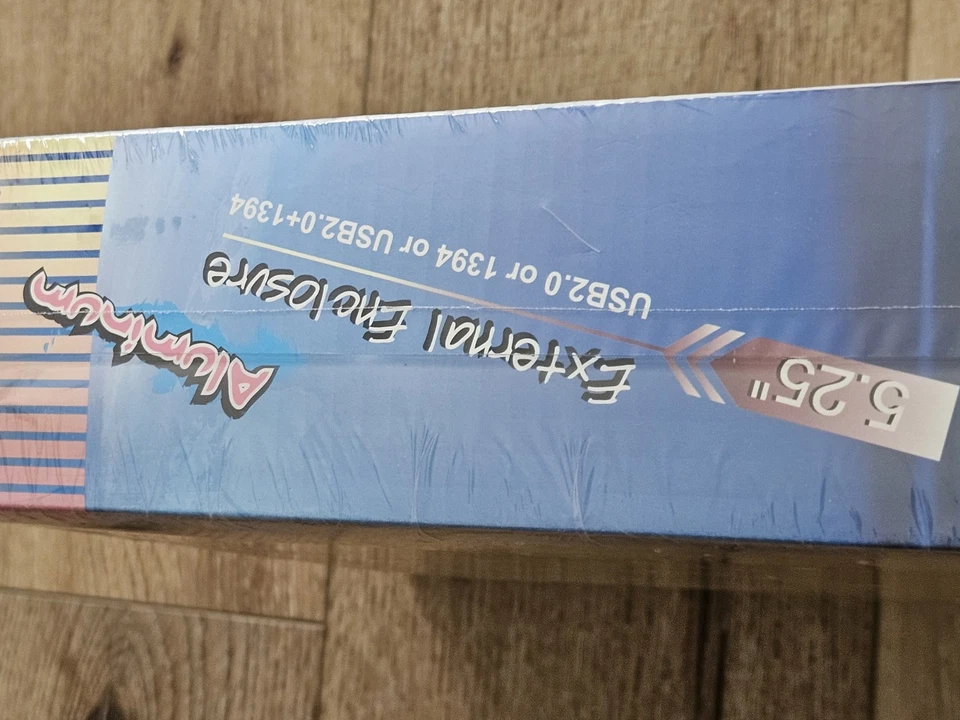 5.25" External Enclosure Aluminum
USB2.0 or 1394 or USB2.0+1394